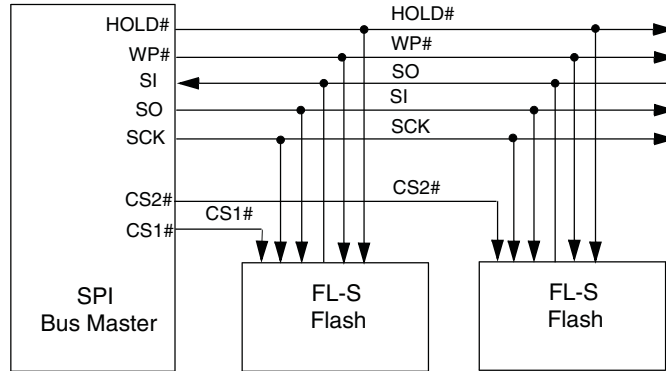 HOLD#
HOLD#
WP#
WP#
SI
SO
SO
SI
SCK
SCK
CS2#
CS2#
CS1#
CS1#
SPI
Bus Master
FL-S
Flash
FL-S
Flash